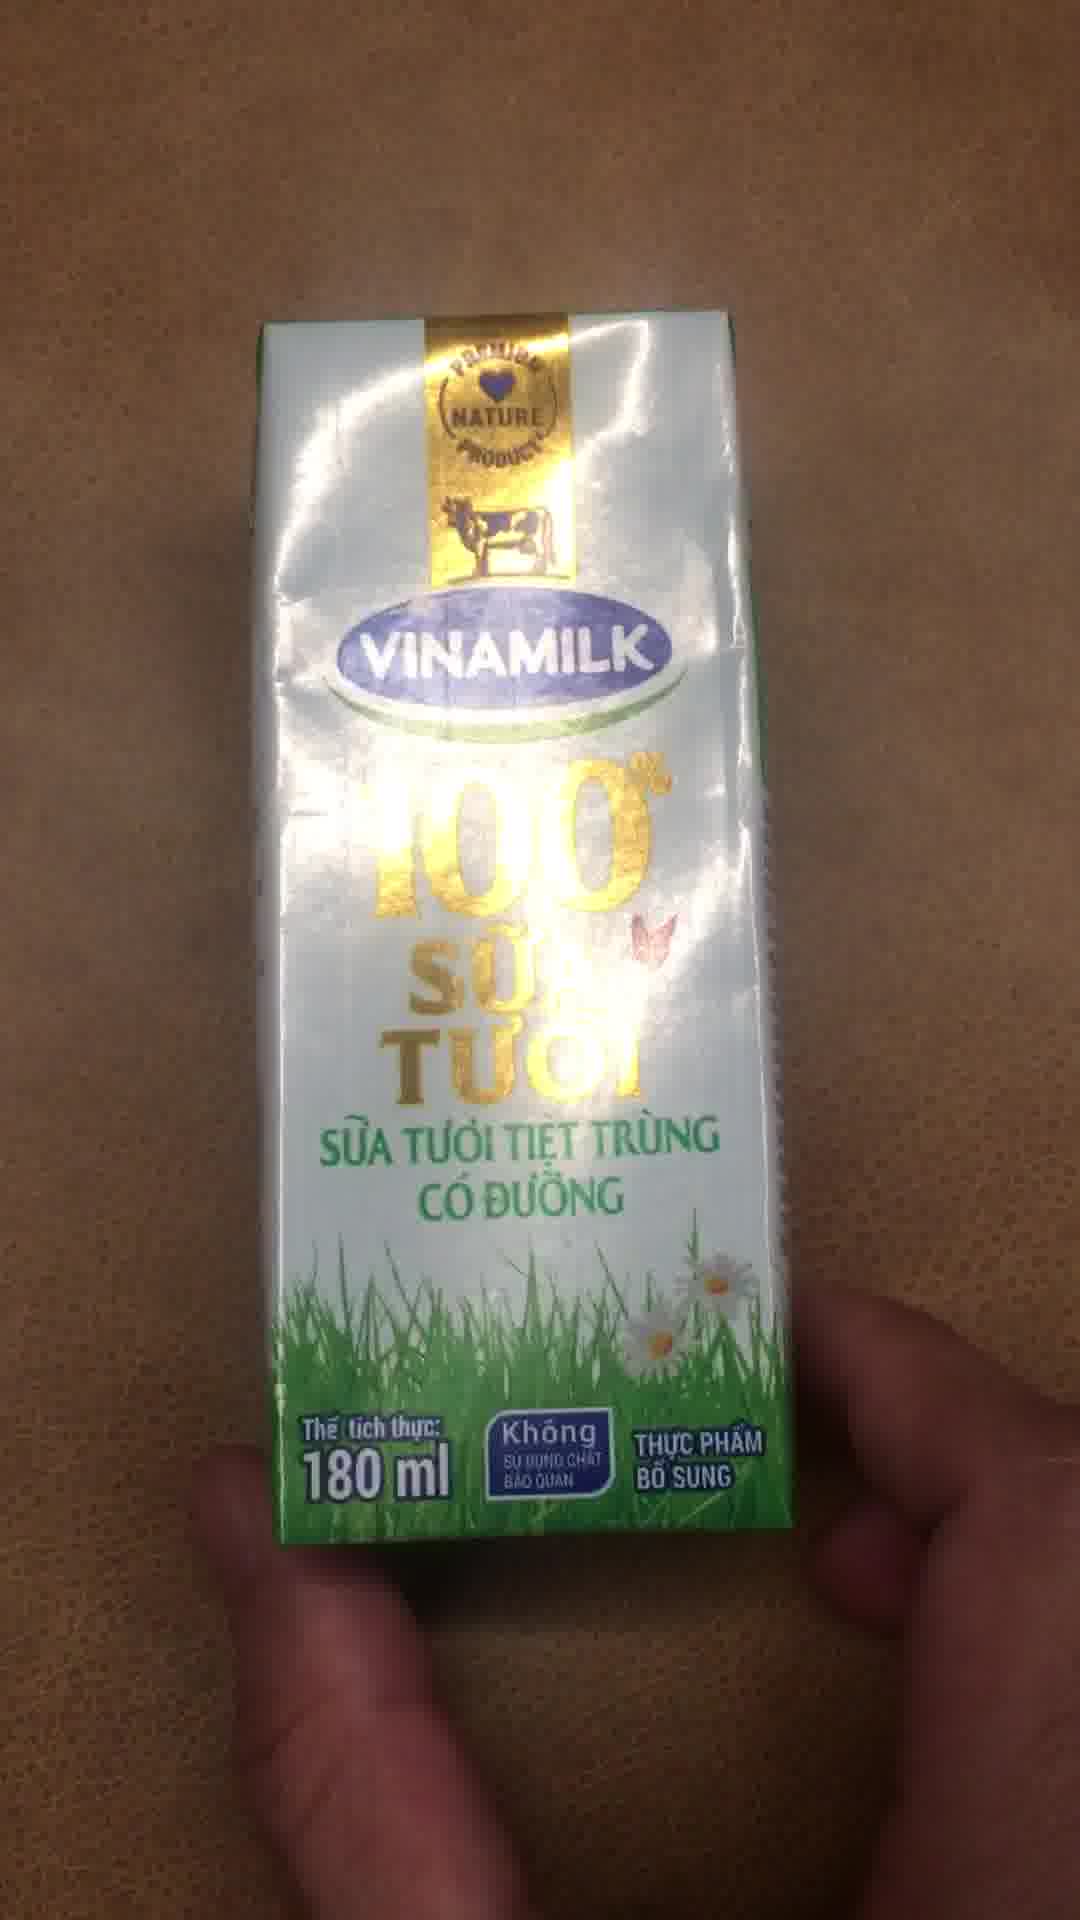 PREMIUM
NATURE
PRODUCT
VINAMILK
100%
SỮA
TƯƠI
SỮA TƯƠI TIỆT TRÙNG
CÓ ĐƯỜNG
Thể tích thực:
180 ml
Không
SỬ DỤNG CHẤT
BẢO QUẢN
THỰC PHẨM
BỔ SUNG